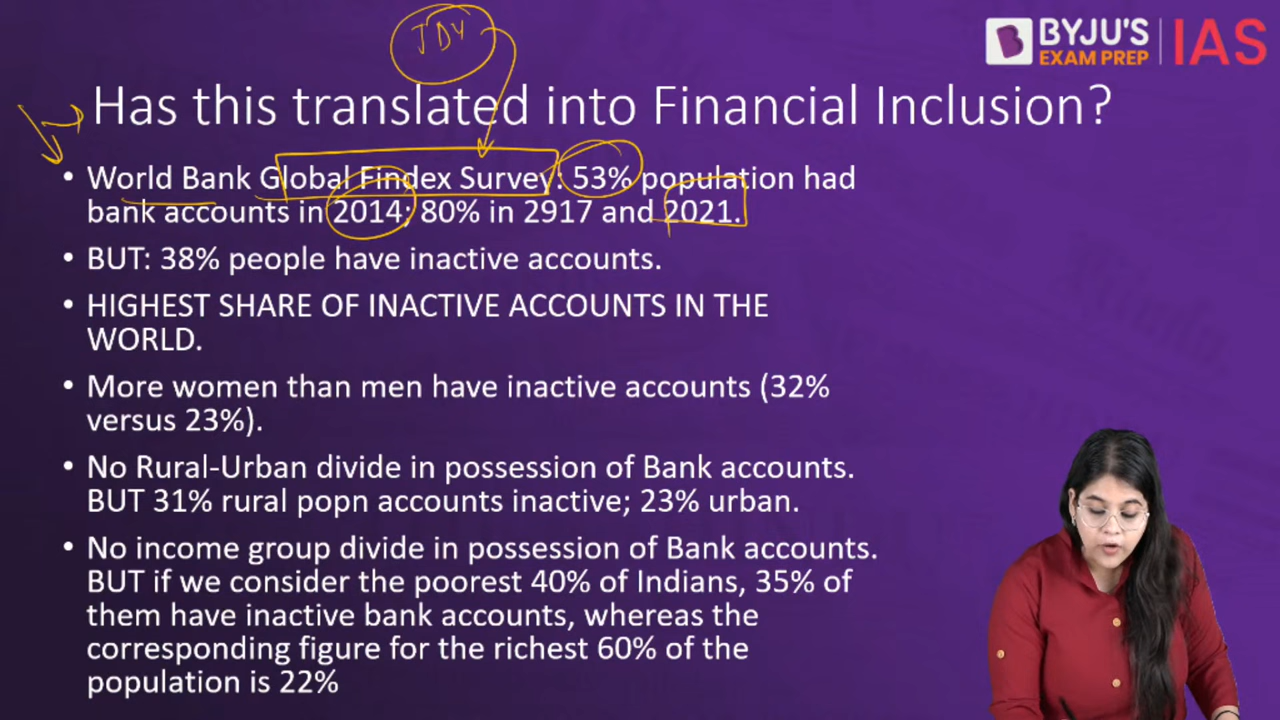 JDY
BYJU'S
EXAM PREP
IAS
Has this translated into Financial Inclusion?
• World Bank Global Findex Survey: 53% population had
bank accounts in 2014; 80% in 2917 and 2021.
• BUT: 38% people have inactive accounts.
• HIGHEST SHARE OF INACTIVE ACCOUNTS IN THE
WORLD.
• More women than men have inactive accounts (32%
versus 23%).
• No Rural-Urban divide in possession of Bank accounts.
BUT 31% rural popn accounts inactive; 23% urban.
• No income group divide in possession of Bank accounts.
BUT if we consider the poorest 40% of Indians, 35% of
them have inactive bank accounts, whereas the
corresponding figure for the richest 60% of the
population is 22%